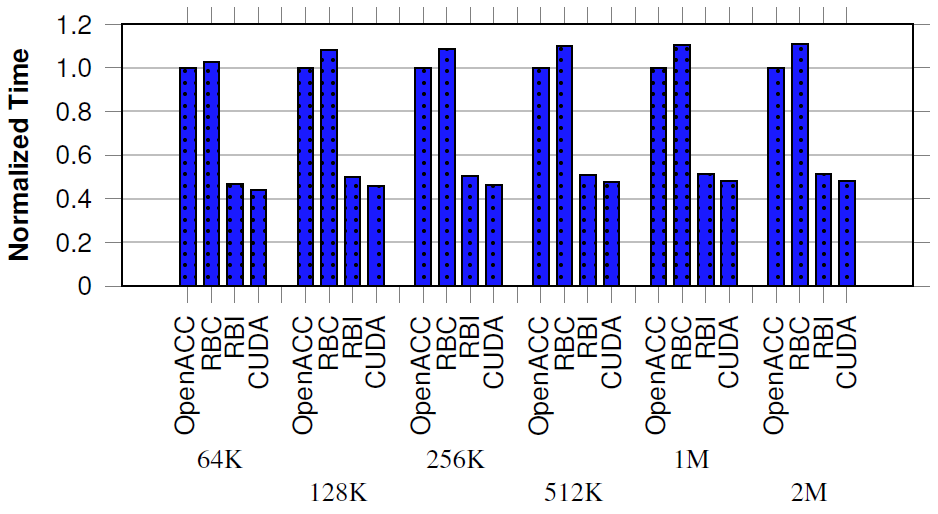 Normalized Time
1.2
1.0
0.8
0.6
0.4
0.2
0
OpenACC
RBC
RBI
CUDA
OpenACC
RBC
RBI
CUDA
OpenACC
RBC
RBI
CUDA
OpenACC
RBC
RBI
CUDA
OpenACC
RBC
RBI
CUDA
OpenACC
RBC
RBI
CUDA
64K
128K
256K
512K
1M
2M